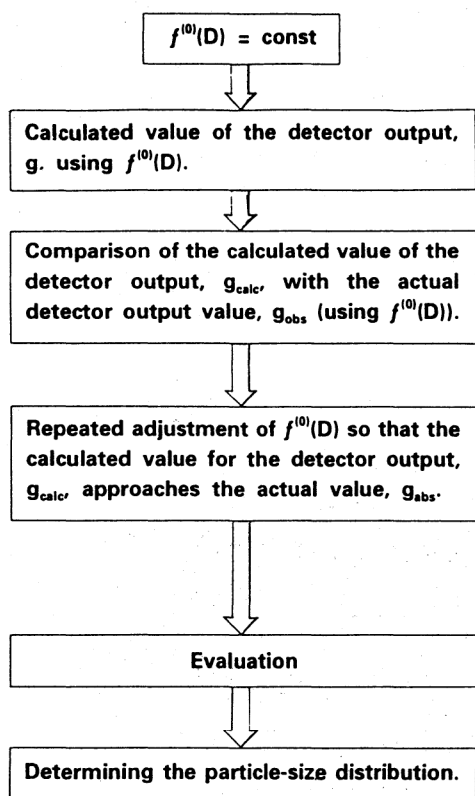 f⁽⁰⁾(D) = const
Calculated value of the detector output,
g. using f⁽⁰⁾(D).
Comparison of the calculated value of the
detector output, g_calc, with the actual
detector output value, g_obs (using f⁽⁰⁾(D)).
Repeated adjustment of f⁽⁰⁾(D) so that the
calculated value for the detector output,
g_calc, approaches the actual value, g_abs.
Evaluation
Determining the particle-size distribution.